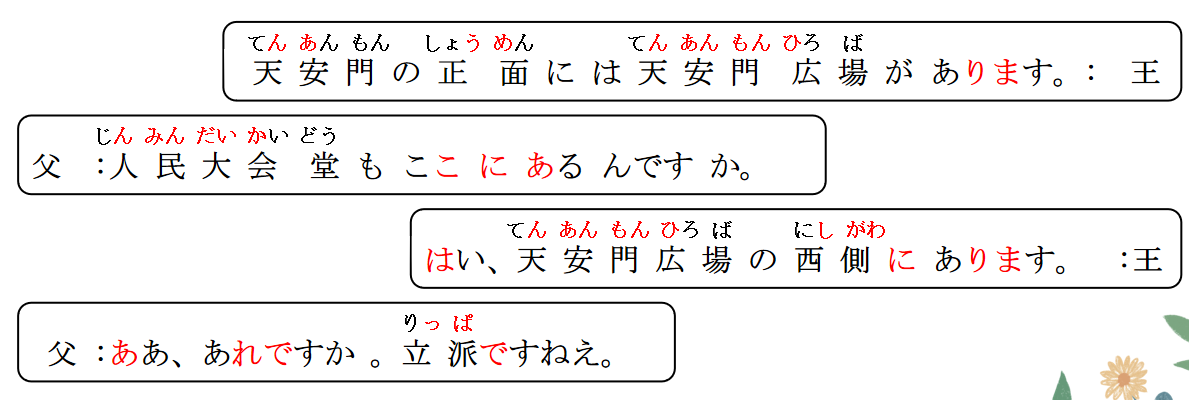 てん あん もん しょう めん てん あん もん ひろ ば
天安門の正面には天安門広場があります。： 王
じん みん だい かい どう
父 ：人民大会堂もここにあるんですか。
てん あん もん ひろ ば にし がわ
はい、天安門広場の西側にあります。 ：王
りっ ぱ
父 ：ああ、あれですか。立派ですねえ。